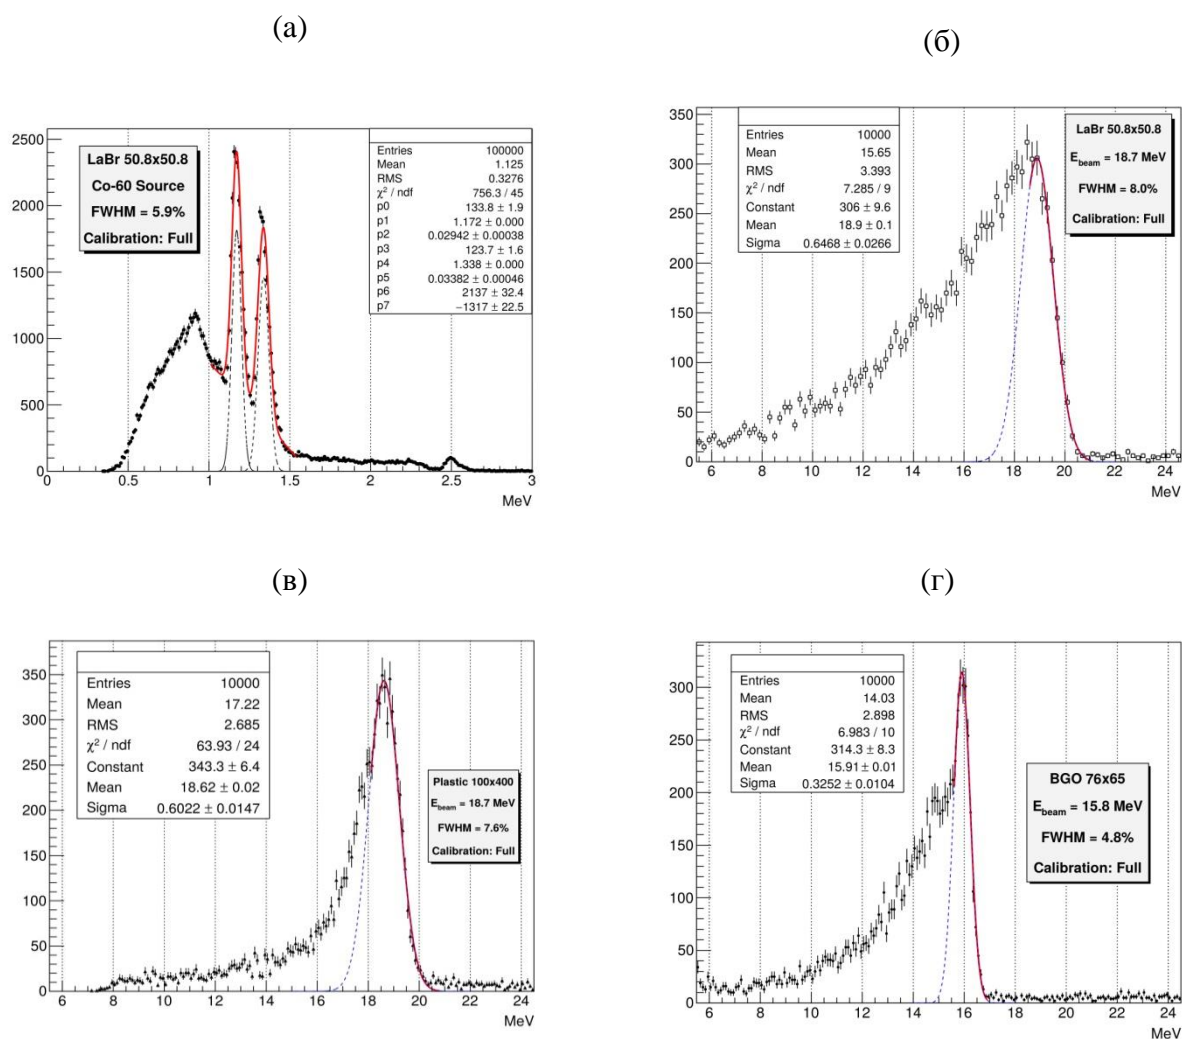 (а)
2500
2000
1500
1000
500
0
0.5
1
1.5
2
2.5
3
MeV
LaBr 50.8x50.8
Co-60 Source
FWHM = 5.9%
Calibration: Full
Entries 100000
Mean 1.125
RMS 0.3276
χ² / ndf 756.3 / 45
p0 133.8 ± 1.9
p1 1.172 ± 0.000
p2 0.02942 ± 0.00038
p3 123.7 ± 1.6
p4 1.338 ± 0.000
p5 0.03382 ± 0.00046
p6 2137 ± 32.4
p7 −1317 ± 22.5
(б)
350
300
250
200
150
100
50
0
6 8 10 12 14 16 18 20 22 24
MeV
Entries 10000
Mean 15.65
RMS 3.393
χ² / ndf 7.285 / 9
Constant 306 ± 9.6
Mean 18.9 ± 0.1
Sigma 0.6468 ± 0.0266
LaBr 50.8x50.8
E_beam = 18.7 MeV
FWHM = 8.0%
Calibration: Full
(в)
350
300
250
200
150
100
50
0
6 8 10 12 14 16 18 20 22 24
MeV
Entries 10000
Mean 17.22
RMS 2.685
χ² / ndf 63.93 / 24
Constant 343.3 ± 6.4
Mean 18.62 ± 0.02
Sigma 0.6022 ± 0.0147
Plastic 100x400
E_beam = 18.7 MeV
FWHM = 7.6%
Calibration: Full
(г)
300
250
200
150
100
50
0
6 8 10 12 14 16 18 20 22 24
MeV
Entries 10000
Mean 14.03
RMS 2.898
χ² / ndf 6.983 / 10
Constant 314.3 ± 8.3
Mean 15.91 ± 0.01
Sigma 0.3252 ± 0.0104
BGO 76x65
E_beam = 15.8 MeV
FWHM = 4.8%
Calibration: Full